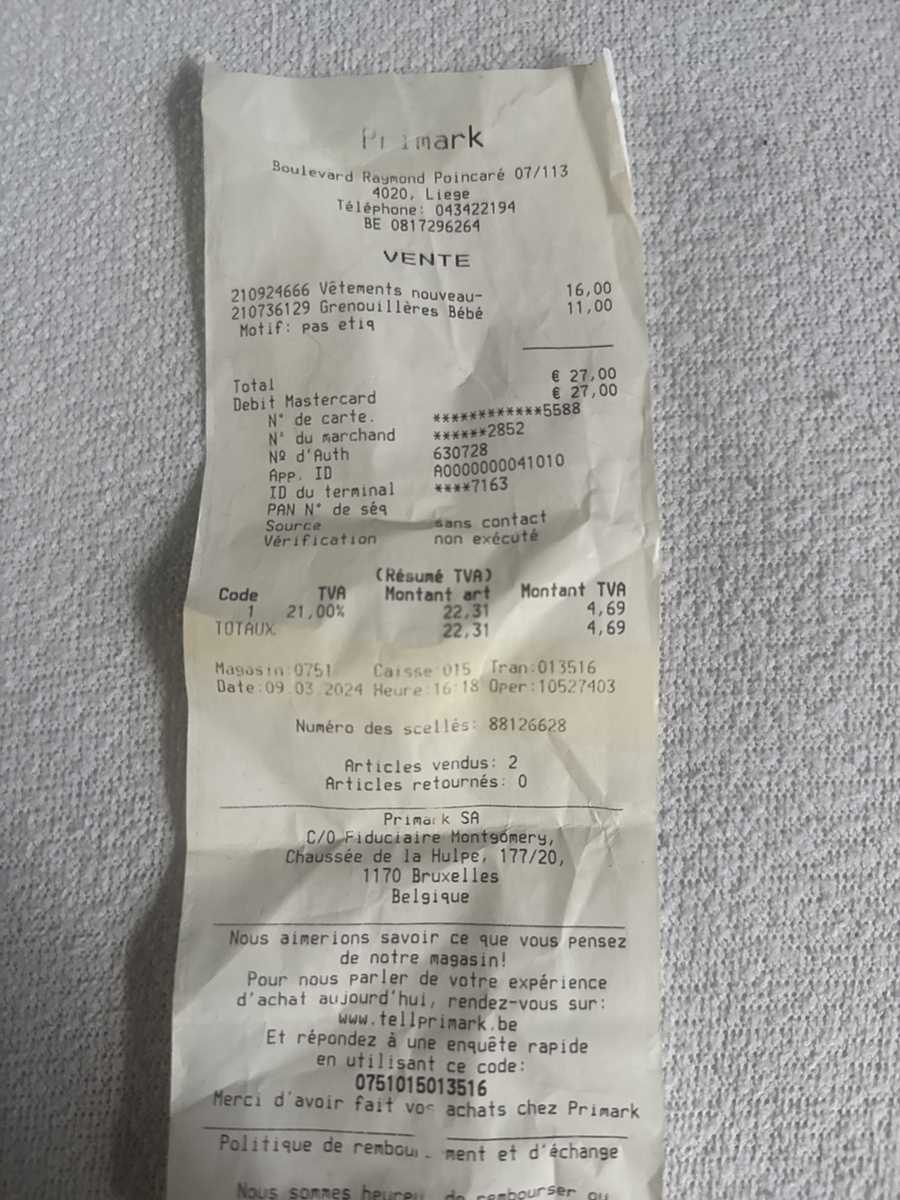 Primark
Boulevard Raymond Poincaré 07/113
4020, Liege
Téléphone: 043422194
BE 0817296264
VENTE
210924666 Vêtements nouveau- 16,00
210736129 Grenouillères Bébé 11,00
Motif: pas etiq
Total € 27,00
Debit Mastercard € 27,00
N° de carte. ************5588
N° du marchand ******2852
Nº d'Auth 630728
App. ID A0000000041010
ID du terminal ****7163
PAN N° de séq
Source sans contact
Vérification non exécuté
(Résumé TVA)
Code TVA Montant art Montant TVA
1 21,00% 22,31 4,69
TOTAUX 22,31 4,69
Magasin:0751 Caisse:015 Tran:013516
Date:09.03.2024 Heure:16:18 Oper:10527403
Numéro des scellés: 88126628
Articles vendus: 2
Articles retournés: 0
Primark SA
C/O Fiduciaire Montgomery,
Chaussée de la Hulpe, 177/20,
1170 Bruxelles
Belgique
Nous aimerions savoir ce que vous pensez
de notre magasin!
Pour nous parler de votre expérience
d'achat aujourd'hui, rendez-vous sur:
www.tellprimark.be
Et répondez à une enquête rapide
en utilisant ce code:
0751015013516
Merci d'avoir fait vos achats chez Primark
Politique de remboursement et d'échange
Nous sommes heureux de rembourser ou